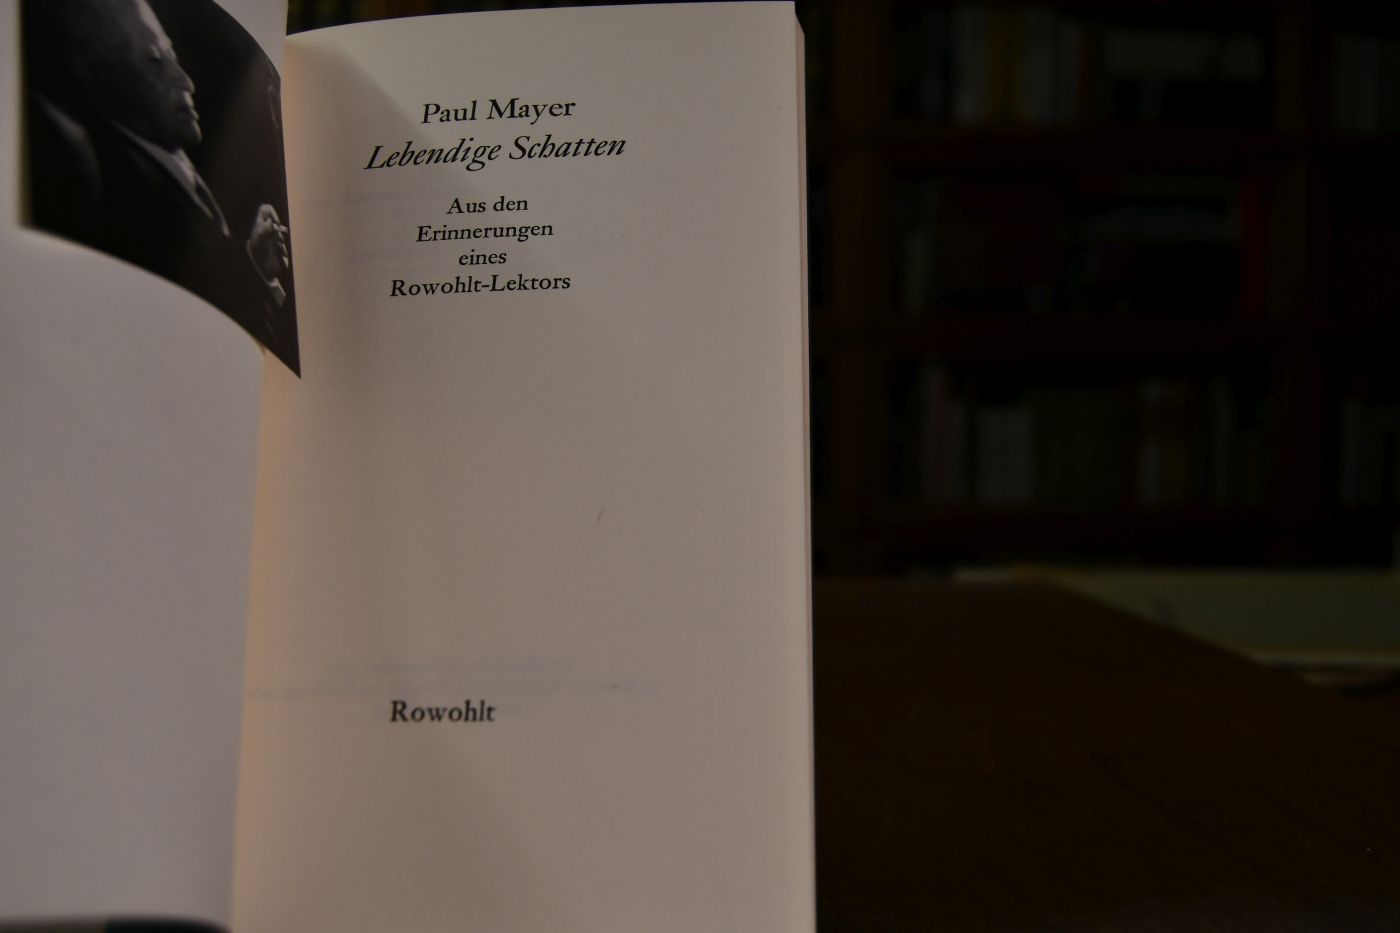 Paul Mayer
Lebendige Schatten
Aus den
Erinnerungen
eines
Rowohlt-Lektors
Rowohlt